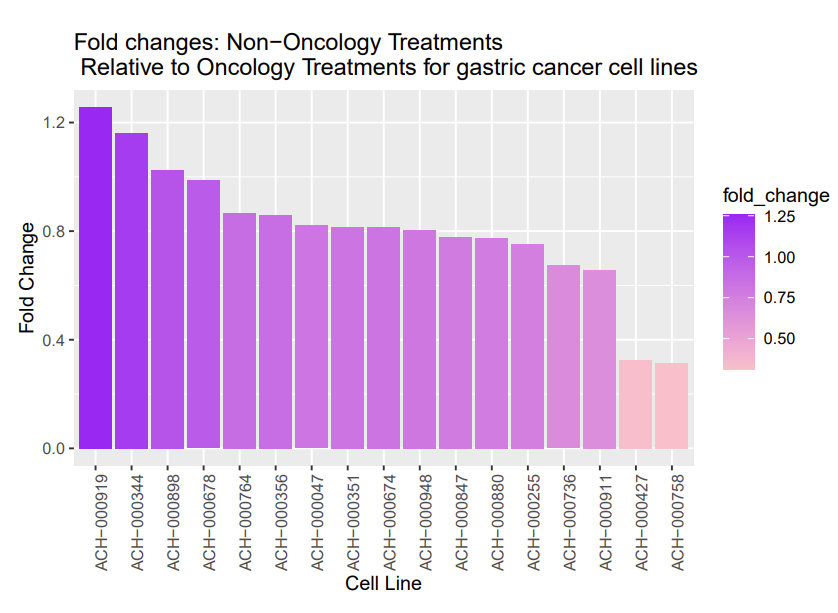 Fold changes: Non−Oncology Treatments
Relative to Oncology Treatments for gastric cancer cell lines
Fold Change
1.2
0.8
0.4
0.0
ACH−000919
ACH−000344
ACH−000898
ACH−000678
ACH−000764
ACH−000356
ACH−000047
ACH−000351
ACH−000674
ACH−000948
ACH−000847
ACH−000880
ACH−000255
ACH−000736
ACH−000911
ACH−000427
ACH−000758
Cell Line
fold_change
1.25
1.00
0.75
0.50